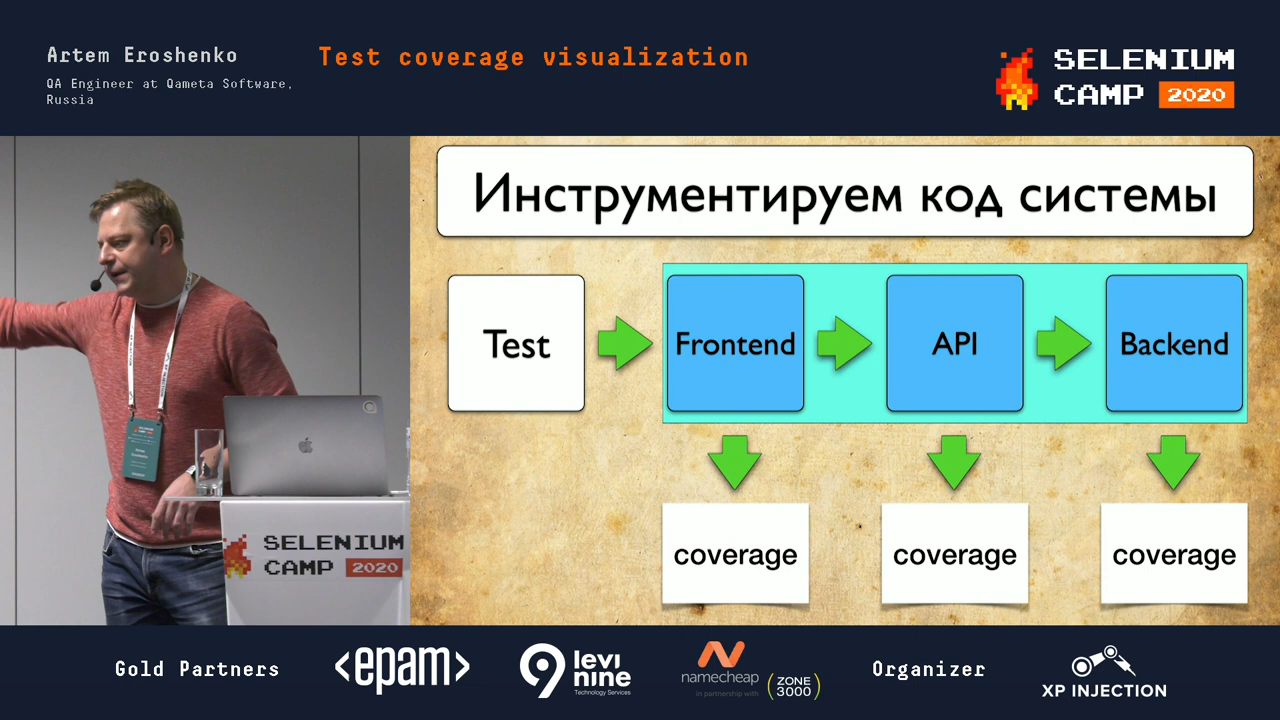 Artem Eroshenko
QA Engineer at Qameta Software,
Russia
Test coverage visualization
SELENIUM
CAMP 2020
Инструментируем код системы
Test
Frontend
API
Backend
coverage
coverage
coverage
SELENIUM
CAMP 2020
Gold Partners
<epam>
9 levi
nine
Technology Services
namecheap
in partnership with
ZONE
3000
Organizer
XP INJECTION